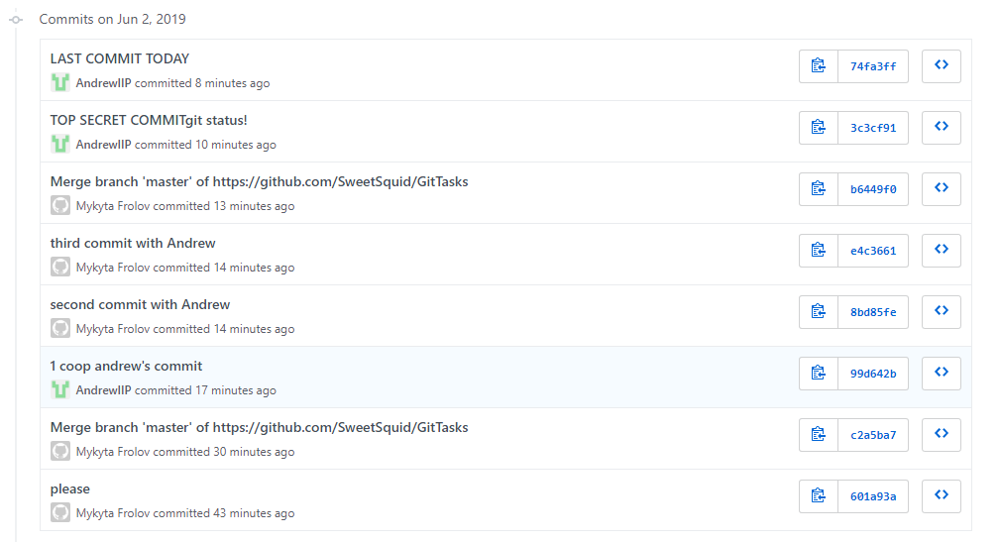 Commits on Jun 2, 2019
LAST COMMIT TODAY
AndrewIIP committed 8 minutes ago
74fa3ff
TOP SECRET COMMITgit status!
AndrewIIP committed 10 minutes ago
3c3cf91
Merge branch 'master' of https://github.com/SweetSquid/GitTasks
Mykyta Frolov committed 13 minutes ago
b6449f0
third commit with Andrew
Mykyta Frolov committed 14 minutes ago
e4c3661
second commit with Andrew
Mykyta Frolov committed 14 minutes ago
8bd85fe
1 coop andrew's commit
AndrewIIP committed 17 minutes ago
99d642b
Merge branch 'master' of https://github.com/SweetSquid/GitTasks
Mykyta Frolov committed 30 minutes ago
c2a5ba7
please
Mykyta Frolov committed 43 minutes ago
601a93a